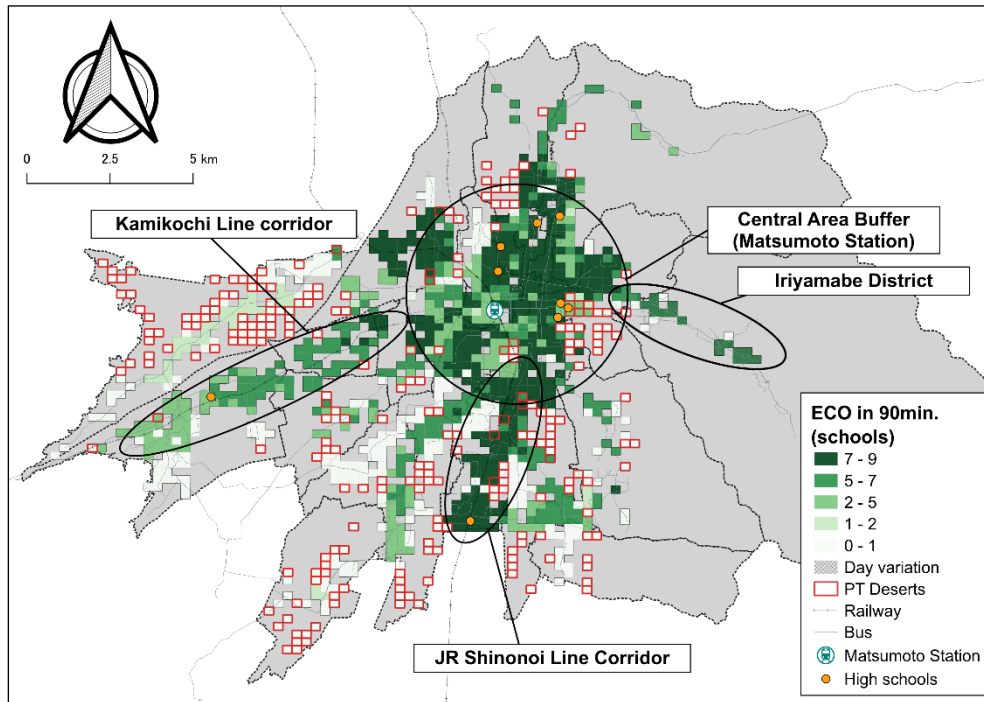 0 2.5 5 km
Kamikochi Line corridor
Central Area Buffer
(Matsumoto Station)
Iriyamabe District
JR Shinonoi Line Corridor
ECO in 90min.
(schools)
7 - 9
5 - 7
2 - 5
1 - 2
0 - 1
Day variation
PT Deserts
Railway
Bus
Matsumoto Station
High schools